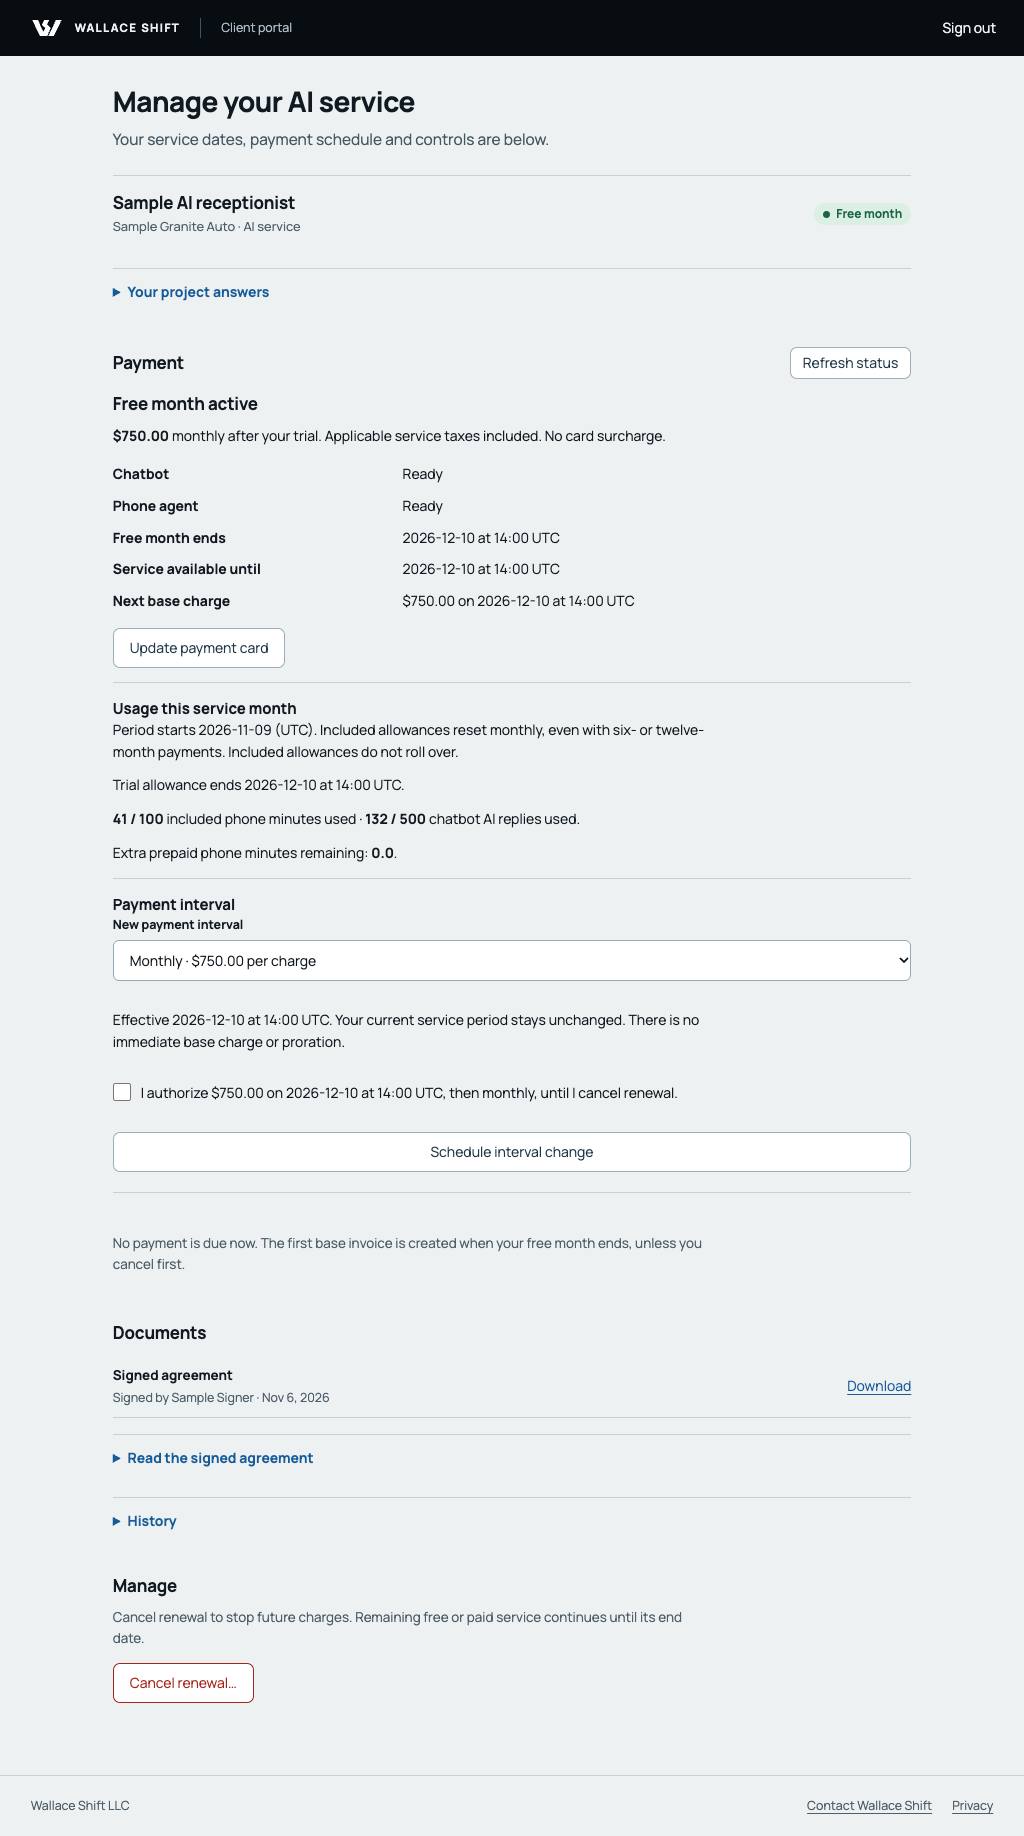 WALLACE SHIFT
Client portal
Sign out
Manage your AI service
Your service dates, payment schedule and controls are below.
Sample AI receptionist
Sample Granite Auto · AI service
Free month
Your project answers
Payment
Refresh status
Free month active
$750.00 monthly after your trial. Applicable service taxes included. No card surcharge.
Chatbot
Ready
Phone agent
Ready
Free month ends
2026-12-10 at 14:00 UTC
Service available until
2026-12-10 at 14:00 UTC
Next base charge
$750.00 on 2026-12-10 at 14:00 UTC
Update payment card
Usage this service month
Period starts 2026-11-09 (UTC). Included allowances reset monthly, even with six- or twelve-
month payments. Included allowances do not roll over.
Trial allowance ends 2026-12-10 at 14:00 UTC.
41 / 100 included phone minutes used · 132 / 500 chatbot AI replies used.
Extra prepaid phone minutes remaining: 0.0.
Payment interval
New payment interval
Monthly · $750.00 per charge
Effective 2026-12-10 at 14:00 UTC. Your current service period stays unchanged. There is no
immediate base charge or proration.
I authorize $750.00 on 2026-12-10 at 14:00 UTC, then monthly, until I cancel renewal.
Schedule interval change
No payment is due now. The first base invoice is created when your free month ends, unless you
cancel first.
Documents
Signed agreement
Signed by Sample Signer · Nov 6, 2026
Download
Read the signed agreement
History
Manage
Cancel renewal to stop future charges. Remaining free or paid service continues until its end
date.
Cancel renewal…
Wallace Shift LLC
Contact Wallace Shift
Privacy